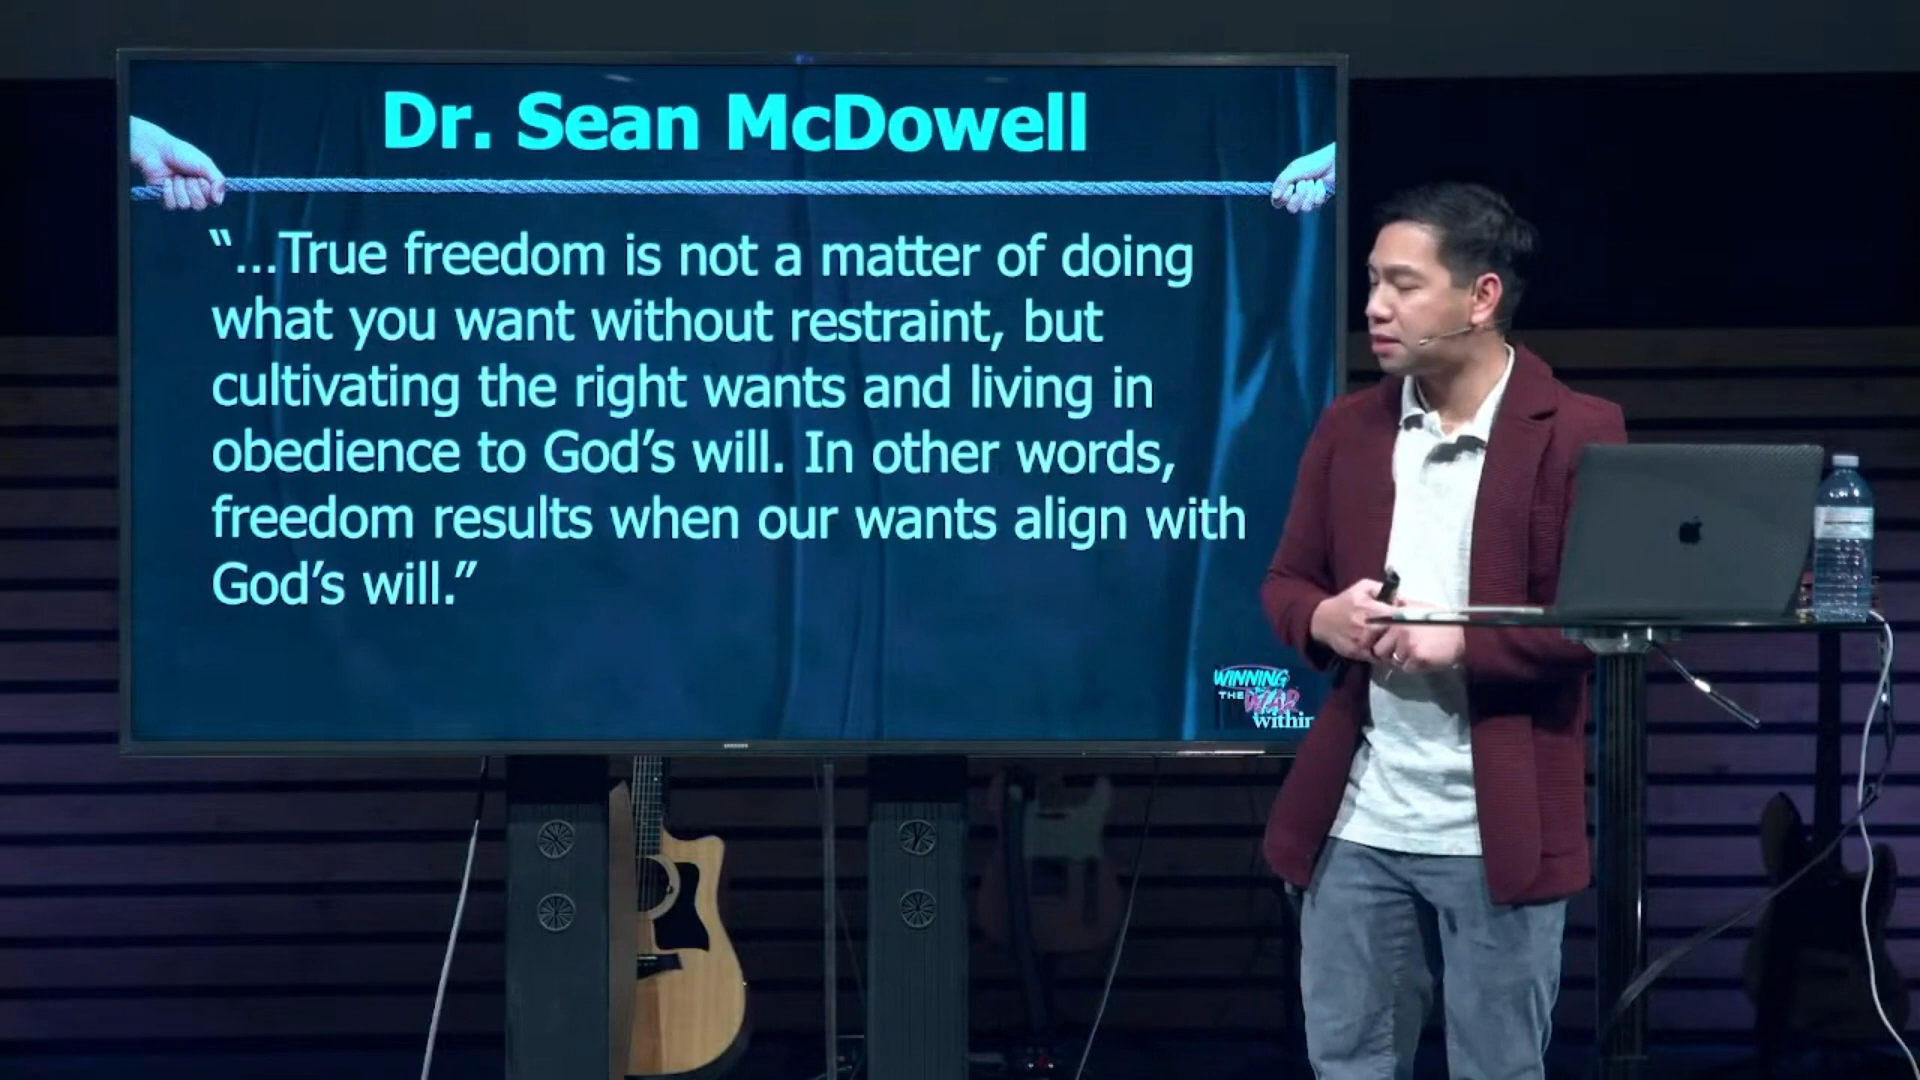 Dr. Sean McDowell
“...True freedom is not a matter of doing
what you want without restraint, but
cultivating the right wants and living in
obedience to God’s will. In other words,
freedom results when our wants align with
God’s will.”
WINNING
THE WAR
within
SAMSUNG